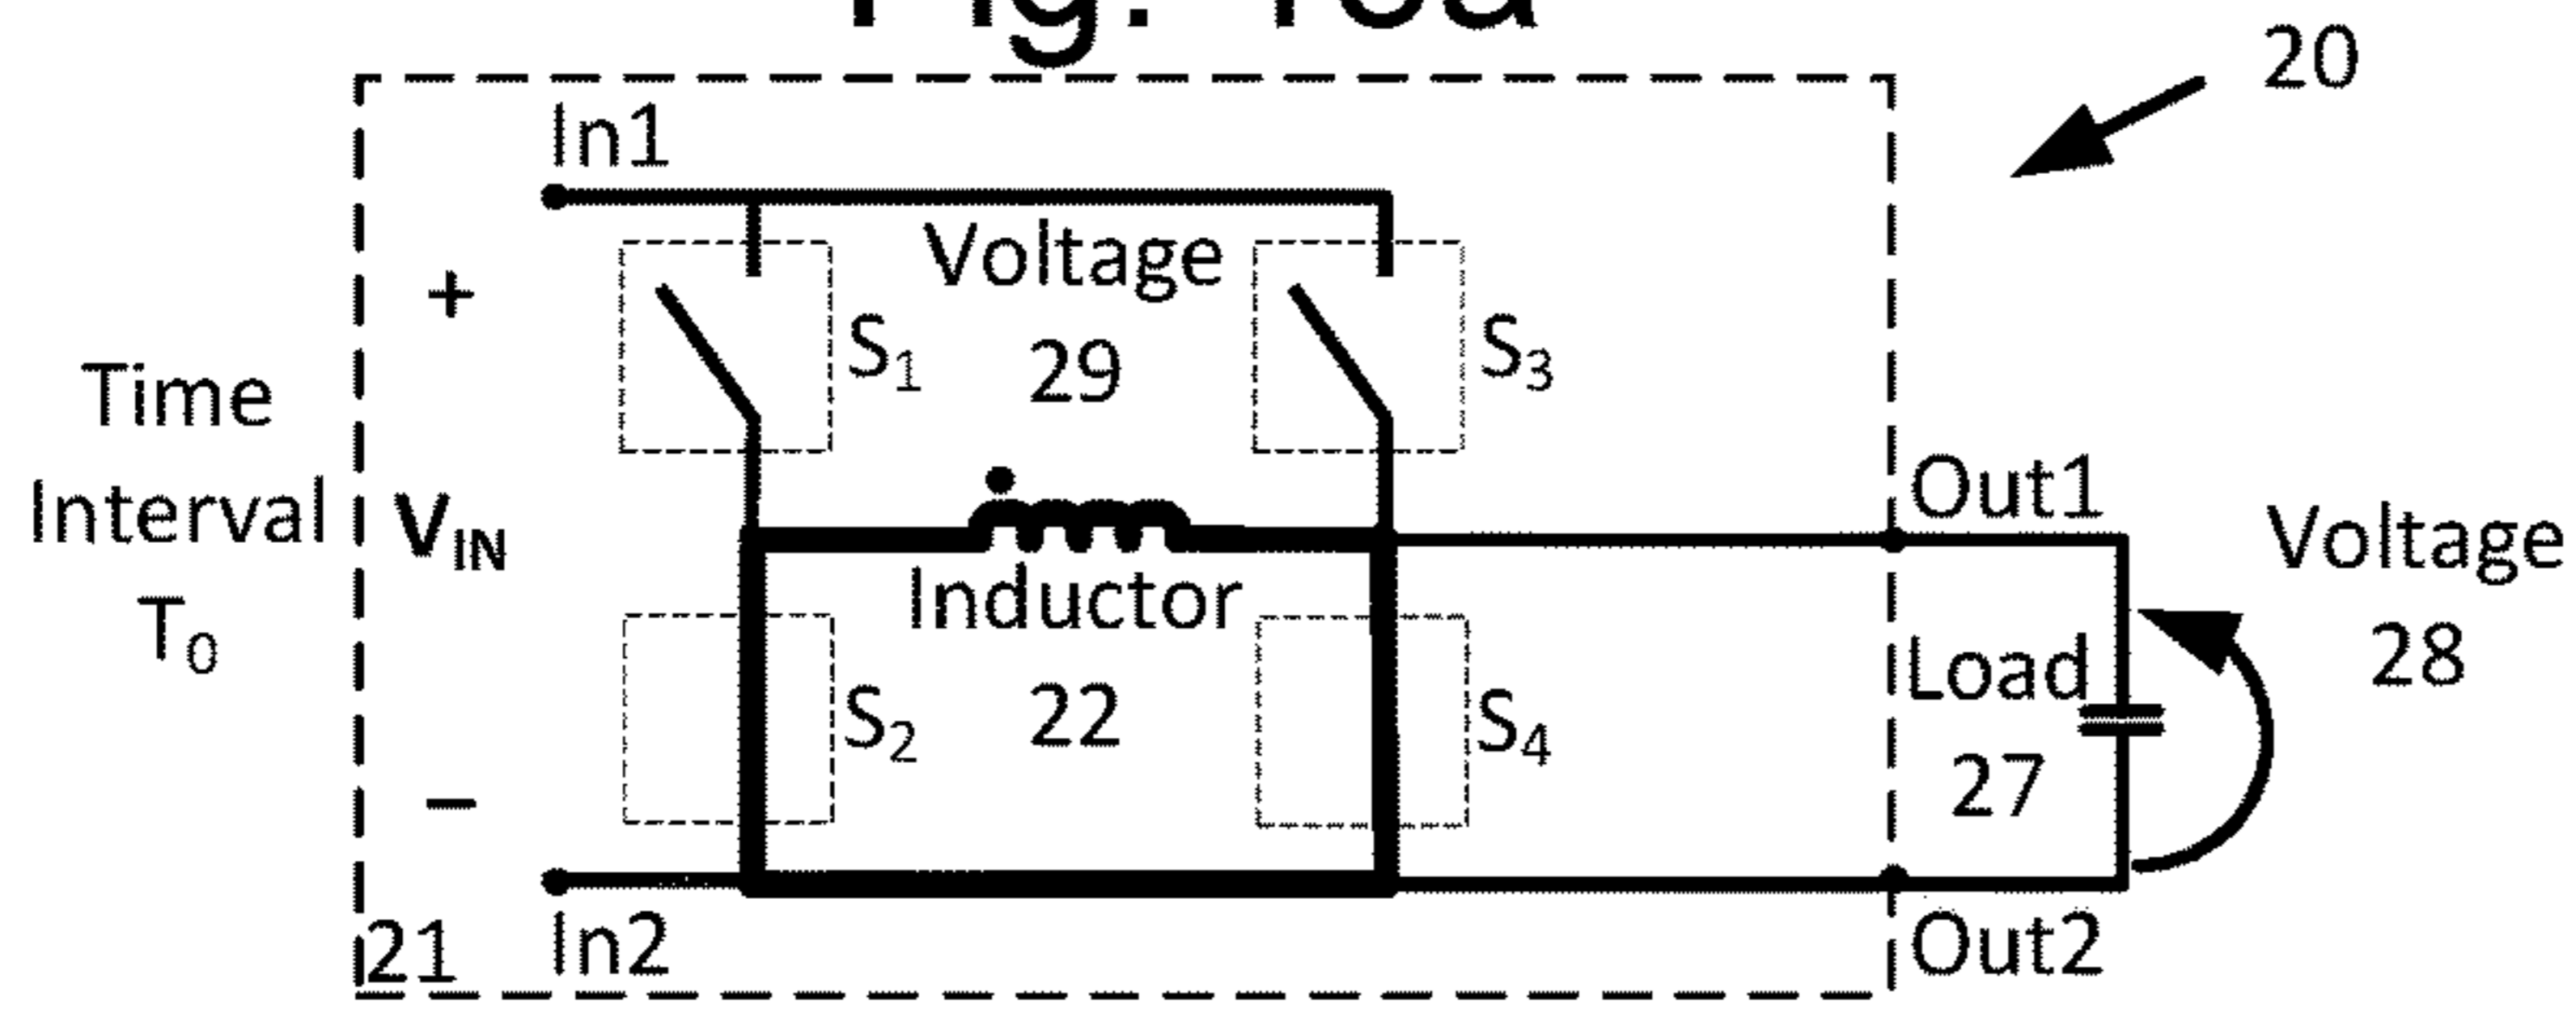 20
In1
+
Voltage
29
S1
S3
Time
Interval
T0
VIN
Out1
Voltage
28
Inductor
22
S2
S4
Load
27
−
21
In2
Out2